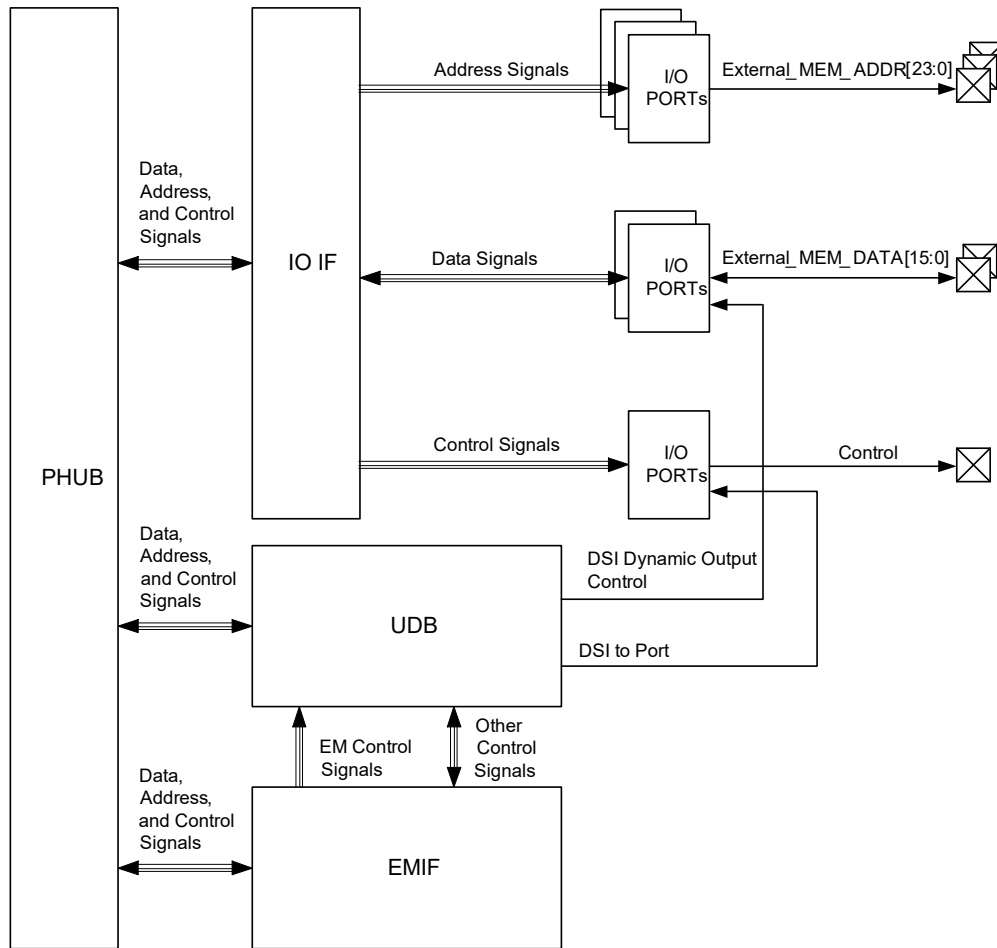 Address Signals
I/O
PORTs
External_MEM_ADDR[23:0]
Data,
Address,
and Control
Signals
IO IF
Data Signals
I/O
PORTs
External_MEM_DATA[15:0]
PHUB
Control Signals
I/O
PORTs
Control
Data,
Address,
and Control
Signals
UDB
DSI Dynamic Output
Control
DSI to Port
EM Control
Signals
Other
Control
Signals
Data,
Address,
and Control
Signals
EMIF